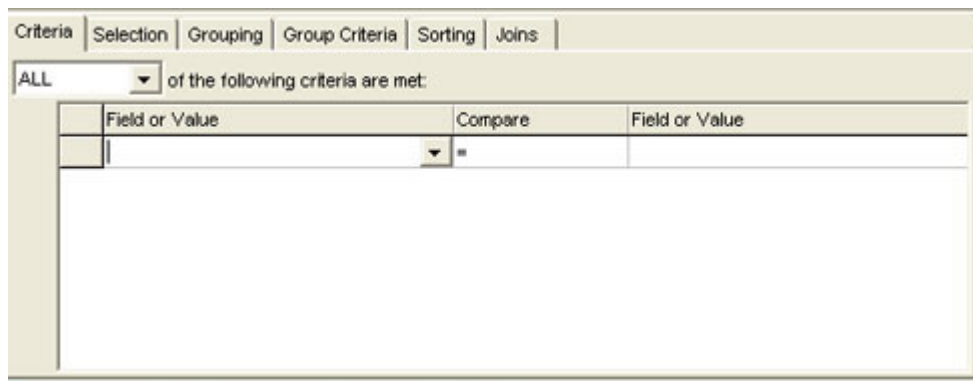 Criteria Selection Grouping Group Criteria Sorting Joins
ALL of the following criteria are met:
Field or Value Compare Field or Value
=